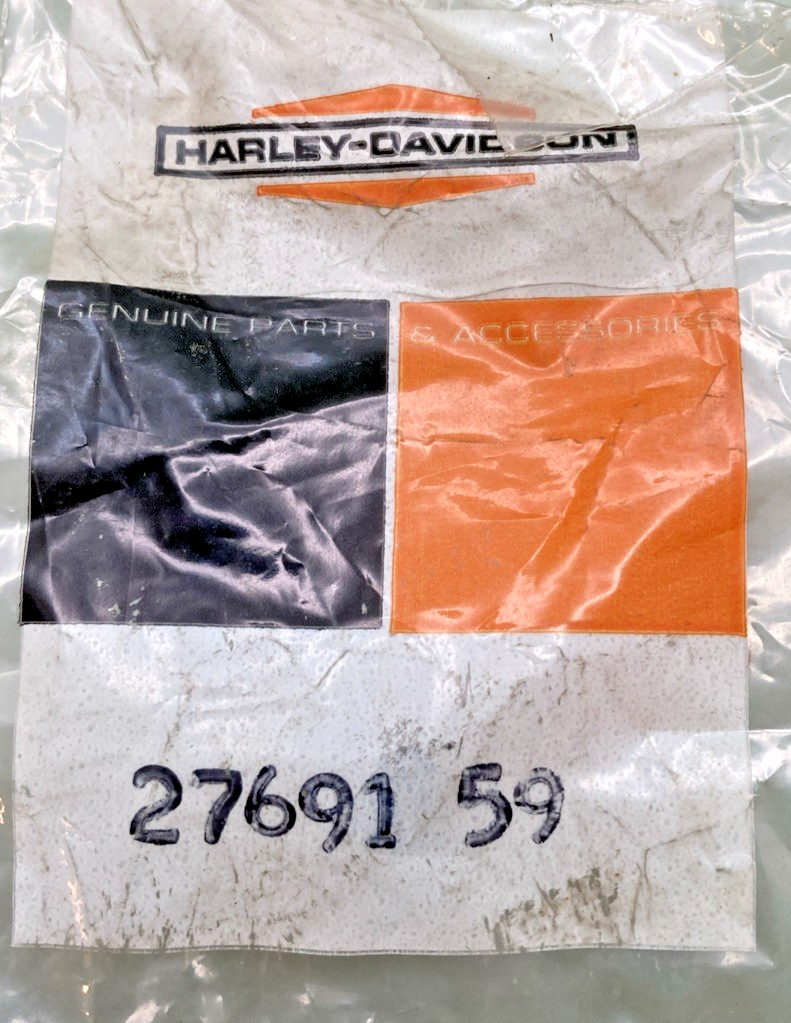 HARLEY-DAVIDSON
GENUINE PARTS & ACCESSORIES
27691 59